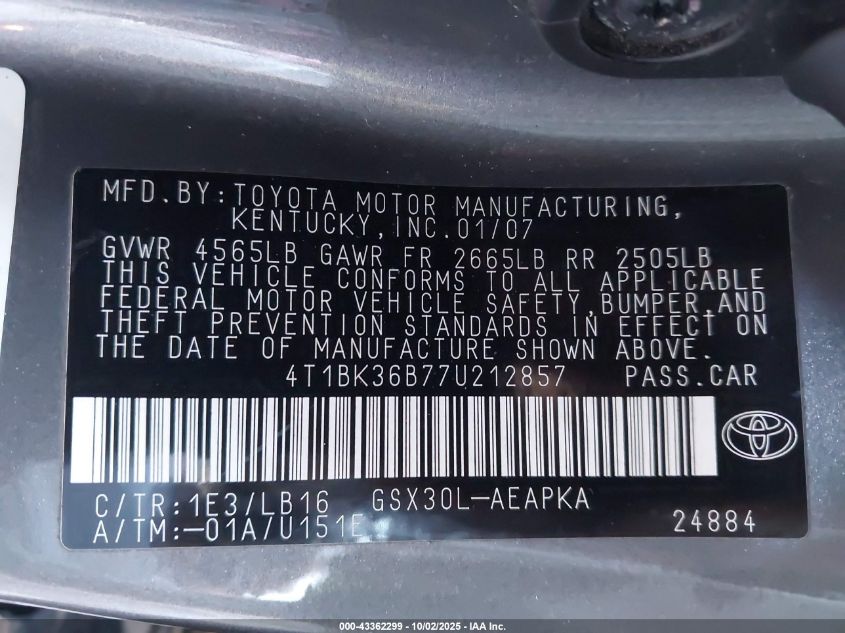 MFD.BY:TOYOTA MOTOR MANUFACTURING,
KENTUCKY,INC.01/07
GVWR 4565LB GAWR FR 2665LB RR 2505LB
THIS VEHICLE CONFORMS TO ALL APPLICABLE
FEDERAL MOTOR VEHICLE SAFETY,BUMPER,AND
THEFT PREVENTION STANDARDS IN EFFECT ON
THE DATE OF MANUFACTURE SHOWN ABOVE.
4T1BK36B77U212857 PASS.CAR
C/TR:1E3/LB16 GSX30L-AEAPKA
A/TM:-01A/U151E 24884
000-43362299 - 10/02/2025 - IAA Inc.